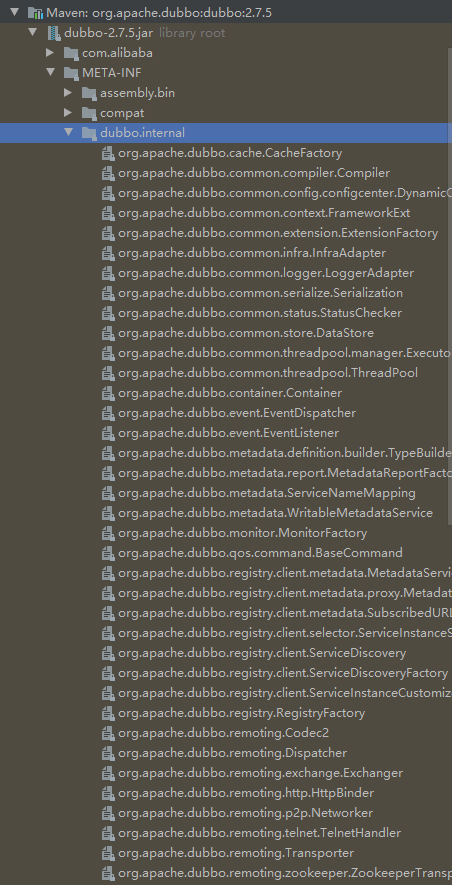 Maven: org.apache.dubbo:dubbo:2.7.5
dubbo-2.7.5.jar library root
com.alibaba
META-INF
assembly.bin
compat
dubbo.internal
org.apache.dubbo.cache.CacheFactory
org.apache.dubbo.common.compiler.Compiler
org.apache.dubbo.common.config.configcenter.DynamicC
org.apache.dubbo.common.context.FrameworkExt
org.apache.dubbo.common.extension.ExtensionFactory
org.apache.dubbo.common.infra.InfraAdapter
org.apache.dubbo.common.logger.LoggerAdapter
org.apache.dubbo.common.serialize.Serialization
org.apache.dubbo.common.status.StatusChecker
org.apache.dubbo.common.store.DataStore
org.apache.dubbo.common.threadpool.manager.Executo
org.apache.dubbo.common.threadpool.ThreadPool
org.apache.dubbo.container.Container
org.apache.dubbo.event.EventDispatcher
org.apache.dubbo.event.EventListener
org.apache.dubbo.metadata.definition.builder.TypeBuilde
org.apache.dubbo.metadata.report.MetadataReportFacto
org.apache.dubbo.metadata.ServiceNameMapping
org.apache.dubbo.metadata.WritableMetadataService
org.apache.dubbo.monitor.MonitorFactory
org.apache.dubbo.qos.command.BaseCommand
org.apache.dubbo.registry.client.metadata.MetadataServi
org.apache.dubbo.registry.client.metadata.proxy.Metadat
org.apache.dubbo.registry.client.metadata.SubscribedURL
org.apache.dubbo.registry.client.selector.ServiceInstanceS
org.apache.dubbo.registry.client.ServiceDiscovery
org.apache.dubbo.registry.client.ServiceDiscoveryFactory
org.apache.dubbo.registry.client.ServiceInstanceCustomiz
org.apache.dubbo.registry.RegistryFactory
org.apache.dubbo.remoting.Codec2
org.apache.dubbo.remoting.Dispatcher
org.apache.dubbo.remoting.exchange.Exchanger
org.apache.dubbo.remoting.http.HttpBinder
org.apache.dubbo.remoting.p2p.Networker
org.apache.dubbo.remoting.telnet.TelnetHandler
org.apache.dubbo.remoting.Transporter
org.apache.dubbo.remoting.zookeeper.ZookeeperTransp